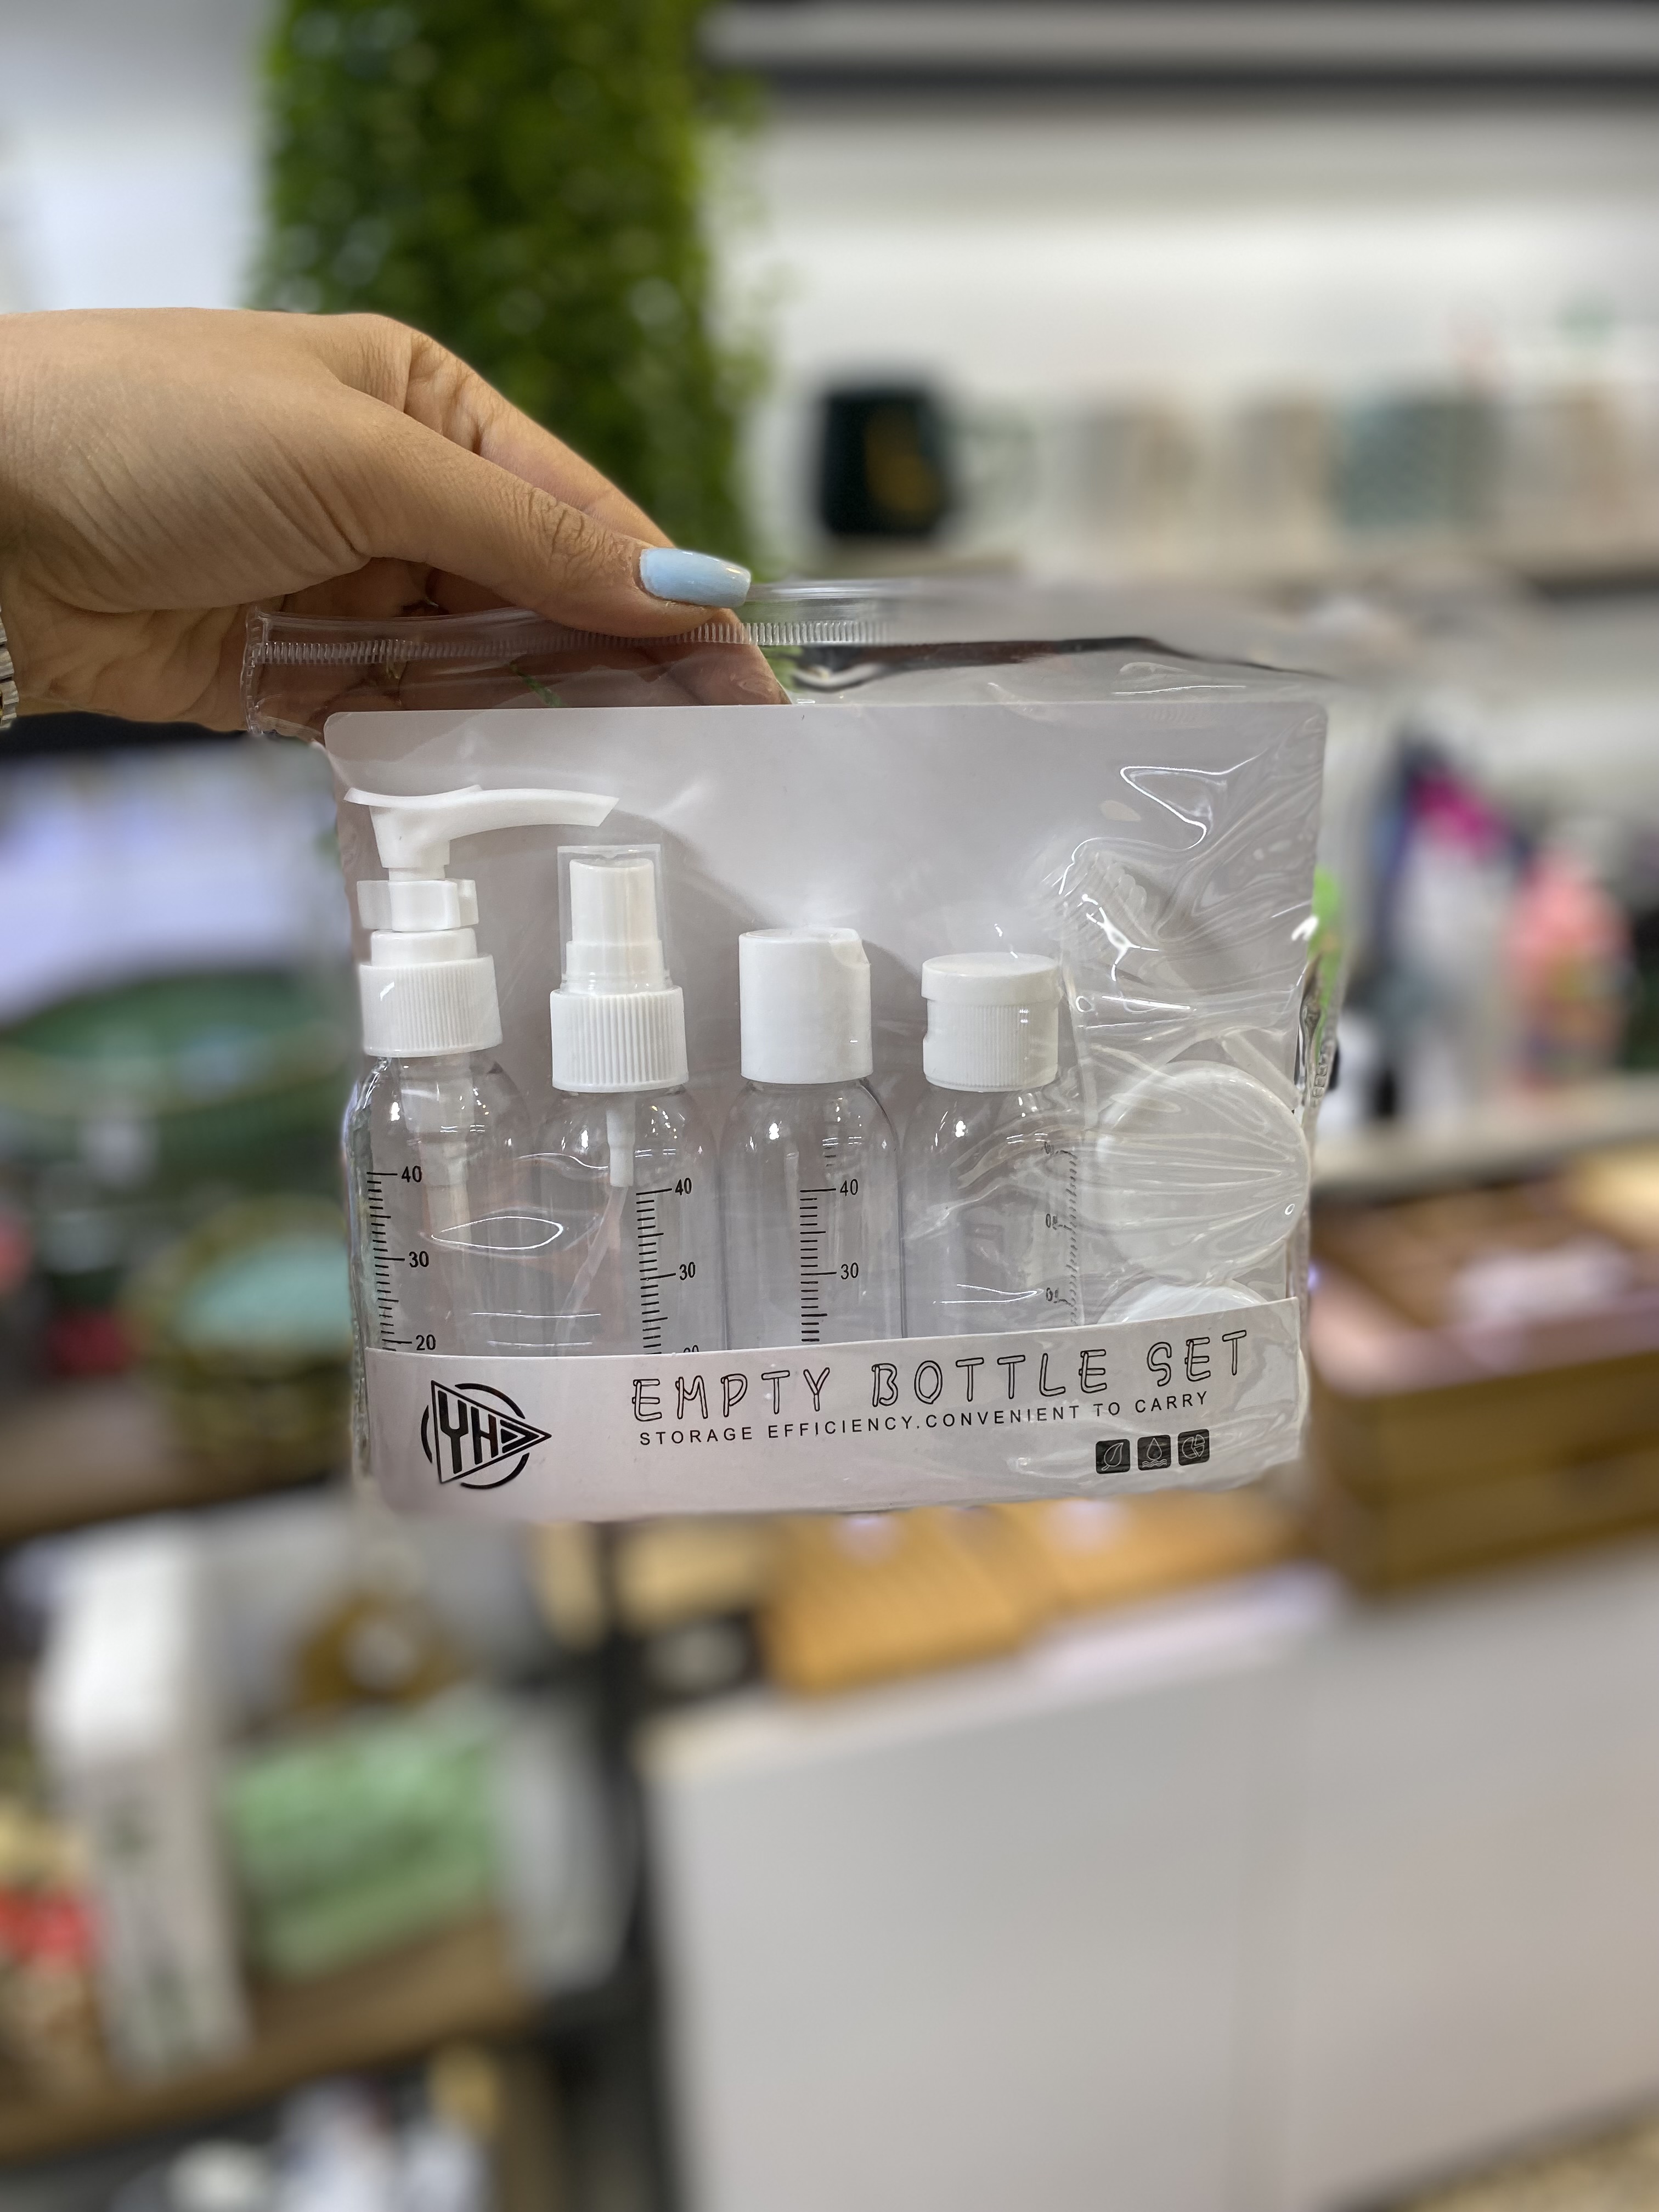 40
30
20
40
30
40
30
YH
EMPTY BOTTLE SET
STORAGE EFFICIENCY.CONVENIENT TO CARRY